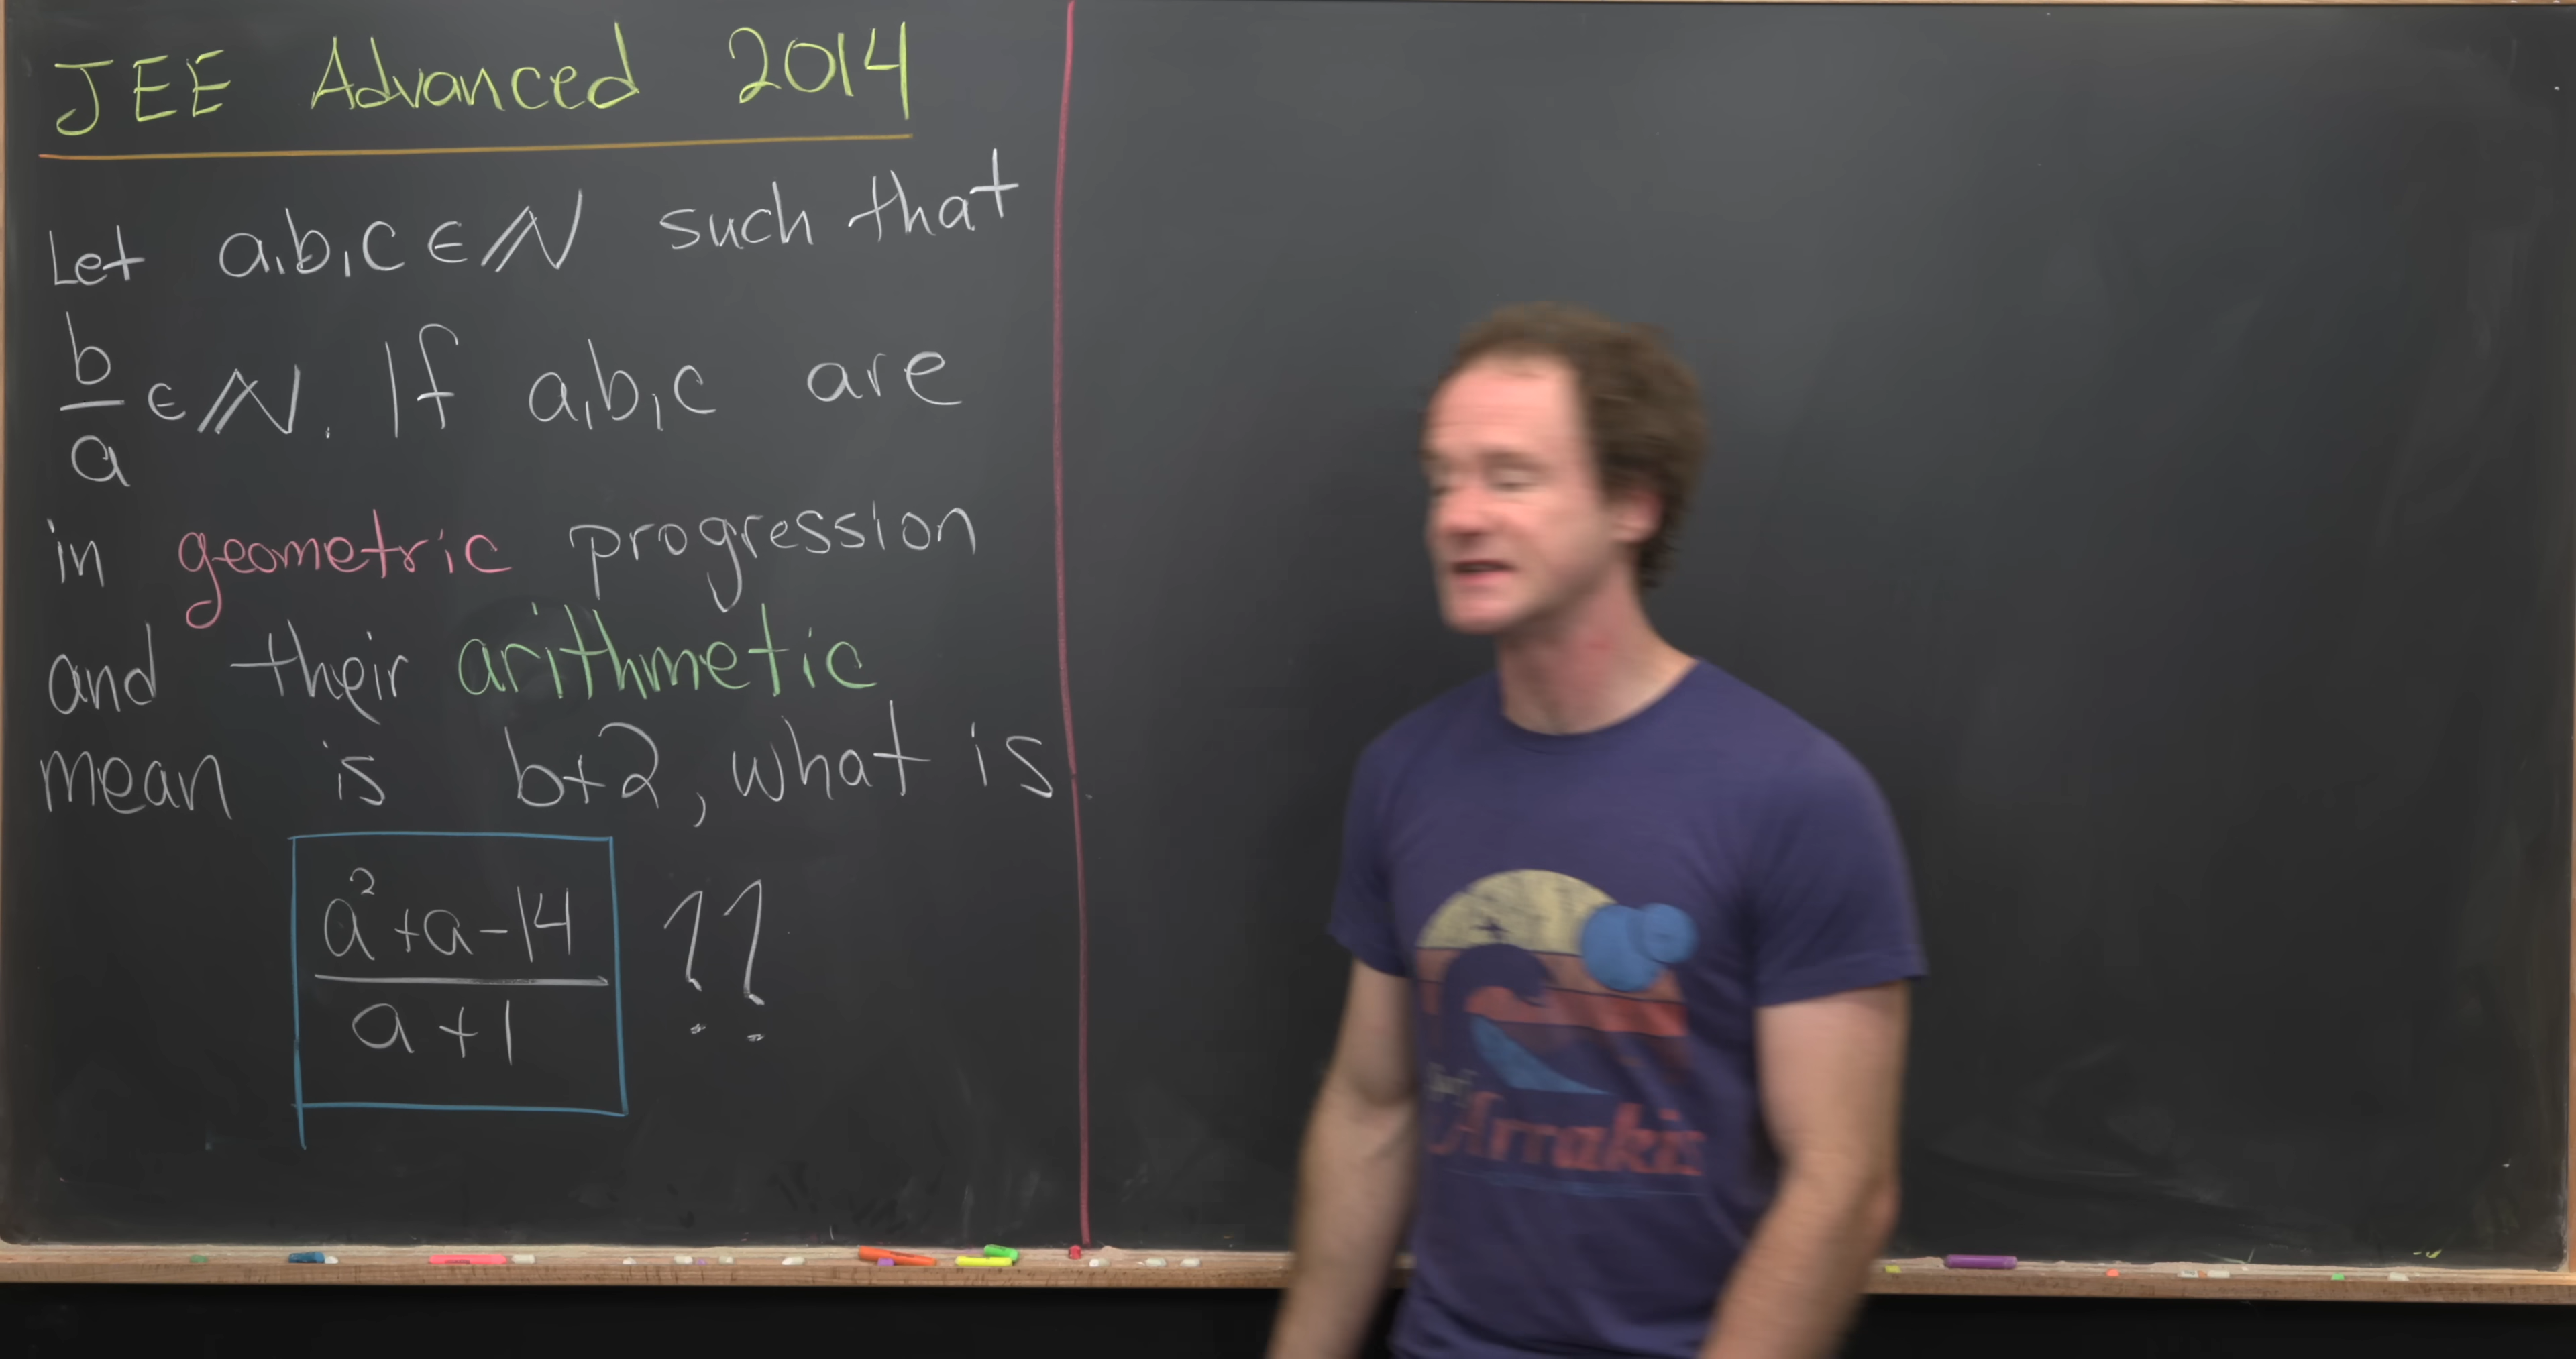 JEE Advanced 2014
Let a,b,c ∈ ℕ such that
b/a ∈ ℕ. If a,b,c are
in geometric progression
and their arithmetic
mean is b+2, what is
(a²+a-14)/(a+1) ??
Arrakis